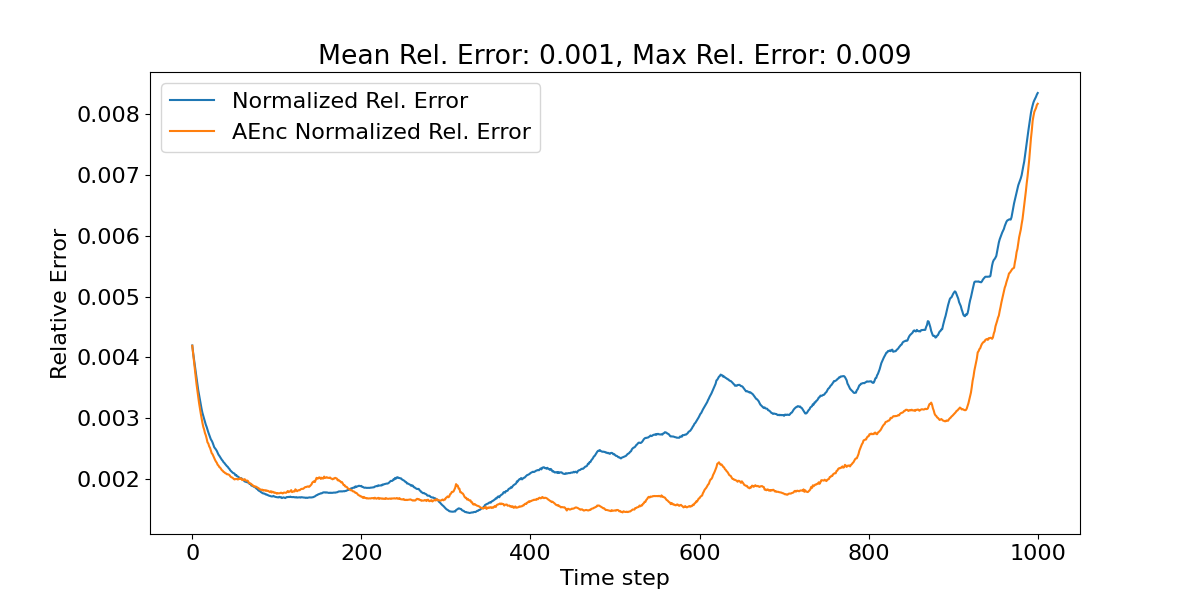 Mean Rel. Error: 0.001, Max Rel. Error: 0.009
Normalized Rel. Error
AEnc Normalized Rel. Error
Relative Error
0.008
0.007
0.006
0.005
0.004
0.003
0.002
0 200 400 600 800 1000
Time step